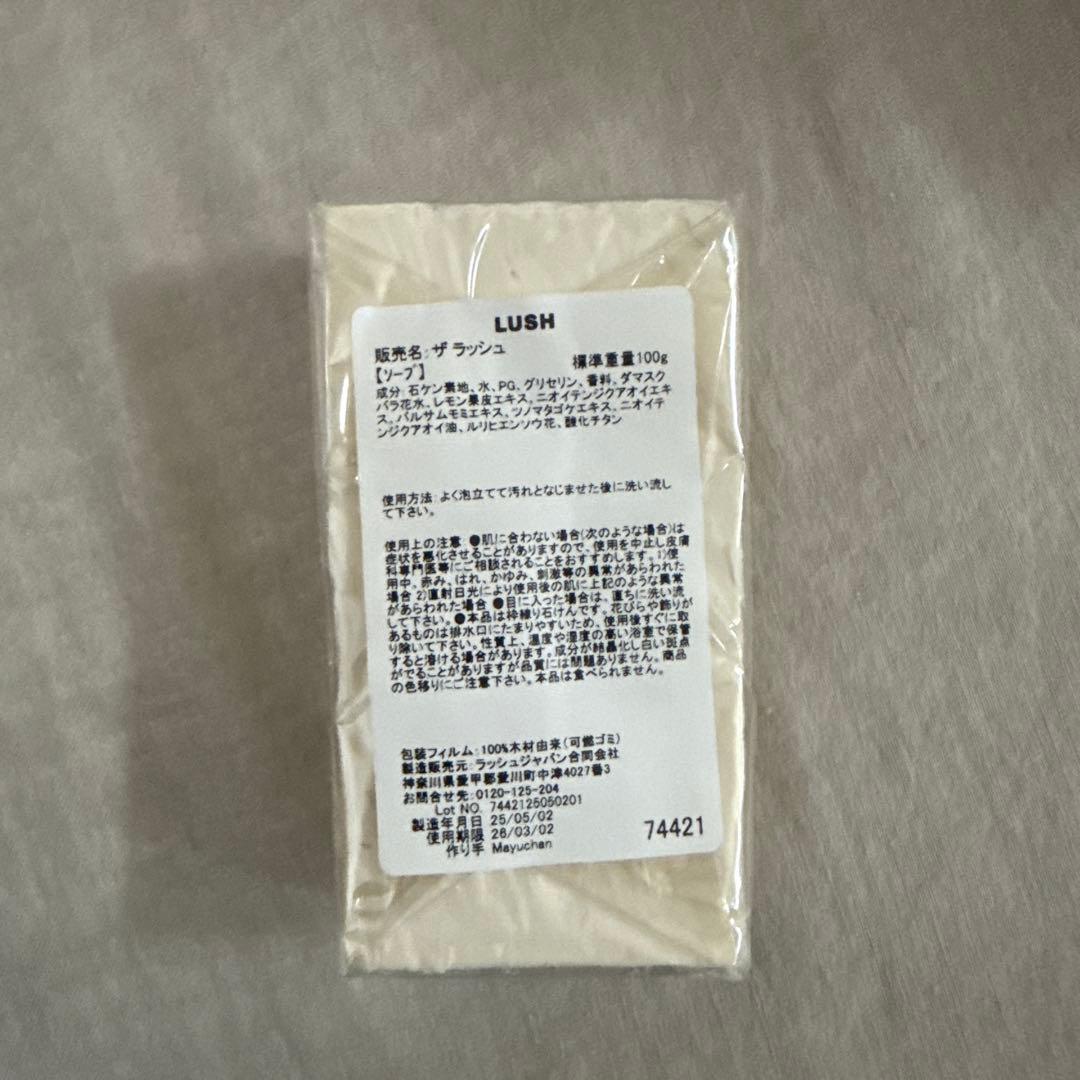 LUSH
販売名:ザ ラッシュ 標準重量100g
【ソープ】
成分:石ケン素地、水、PG、グリセリン、香料、ダマスク
バラ花水、レモン果皮エキス、ニオイテンジクアオイエキ
ス、バルサムモミエキス、ツノマタゴケエキス、ニオイテ
ンジクアオイ油、ルリヒエンソウ花、酸化チタン
使用方法:よく泡立てて汚れとなじませた後に洗い流し
て下さい。
使用上の注意:●肌に合わない場合(次のような場合)は
症状を悪化させることがありますので、使用を中止し皮膚
科専門医等にご相談されることをおすすめします。1)使
用中、赤み、はれ、かゆみ、刺激等の異常があらわれた
場合 2)直射日光により使用後の肌に上記のような異常
があらわれた場合 ●目に入った場合は、直ちに洗い流
して下さい。●本品は枠練り石けんです。花びらや飾りが
あるものは排水口にたまりやすいため、使用後すぐに取
り除いて下さい。性質上、温度や湿度の高い浴室で保管
すると溶ける場合があります。成分が結晶化し白い斑点
がでることがありますが品質には問題ありません。商品
の色移りにご注意下さい。本品は食べられません。
包装フィルム:100%木材由来(可燃ゴミ)
製造販売元:ラッシュジャパン合同会社
神奈川県愛甲郡愛川町中津4027番3
お問合せ先:0120-125-204
Lot NO. 7442125050201
製造年月日 25/05/02
使用期限 26/03/02
作り手 Mayuchan
74421